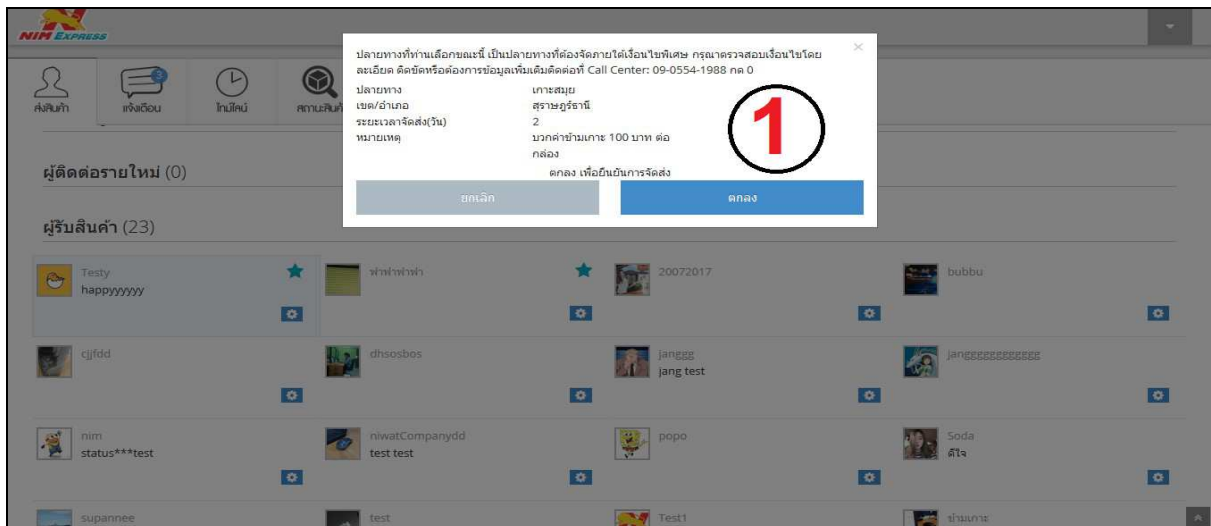 NIM EXPRESS
×
ปลายทางที่ท่านเลือกขณะนี้ เป็นปลายทางที่ต้องจัดภายใต้เงื่อนไขพิเศษ กรุณาตรวจสอบเงื่อนไขโดย
ละเอียด ติดขัดหรือต้องการข้อมูลเพิ่มเติมติดต่อที่ Call Center: 09-0554-1988 กด 0
ปลายทาง เกาะสมุย
เขต/อำเภอ สุราษฎร์ธานี
ระยะเวลาจัดส่ง(วัน) 2
หมายเหตุ บวกค่าข้ามเกาะ 100 บาท ต่อ
กล่อง
ตกลง เพื่อยืนยันการจัดส่ง
ยกเลิก ตกลง
1
3
ส่งสินค้า แจ้งเตือน ไทม์ไลน์ สถานะสินค้า
ผู้ติดต่อรายใหม่ (0)
ผู้รับสินค้า (23)
Testy ฟาฟาฟาฟา 20072017 bubbu
happyyyyyy
cjjfdd dhsosbos janggg janggggggggggggg
jang test
nim niwatCompanydd popo Soda
status***test test test ดีใจ
supannee test Test1 ข้ามเกาะ